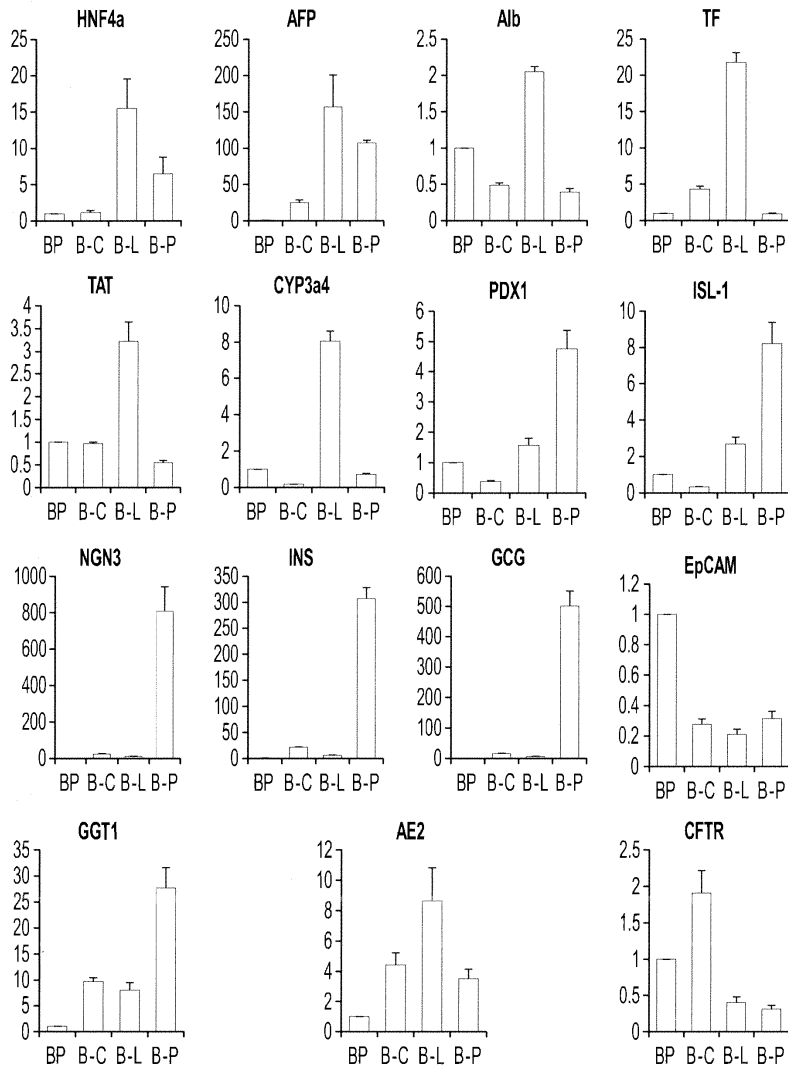 HNF4a AFP Alb TF
25 250 2.5 25
20 200 2 20
15 150 1.5 15
10 100 1 10
5 50 0.5 5
0 0 0 0
BP B-C B-L B-P BP B-C B-L B-P BP B-C B-L B-P BP B-C B-L B-P
TAT CYP3a4 PDX1 ISL-1
4 10 6 10
3.5 8 5 8
3 6 4 6
2.5 4 3 4
2 2 2 2
1.5 0 1 0
1 0
0.5
0
BP B-C B-L B-P BP B-C B-L B-P BP B-C B-L B-P BP B-C B-L B-P
NGN3 INS GCG EpCAM
1000 350 600 1.2
800 300 500 1
600 250 400 0.8
400 200 300 0.6
200 150 200 0.4
0 100 100 0.2
50 0 0
0
BP B-C B-L B-P BP B-C B-L B-P BP B-C B-L B-P BP B-C B-L B-P
GGT1 AE2 CFTR
35 12 2.5
30 10 2
25 8 1.5
20 6 1
15 4 0.5
10 2 0
5 0
0
BP B-C B-L B-P BP B-C B-L B-P BP B-C B-L B-P